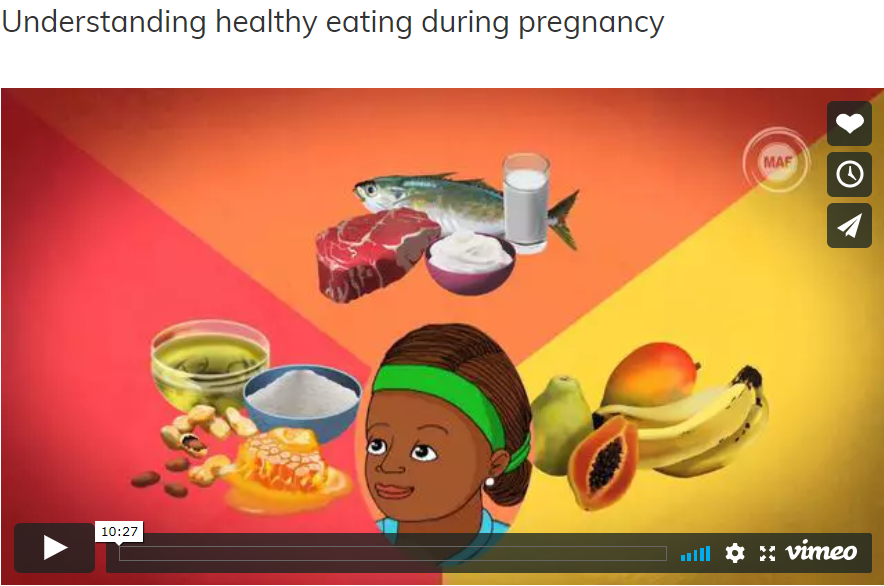 Understanding healthy eating during pregnancy
MAF
10:27
vimeo